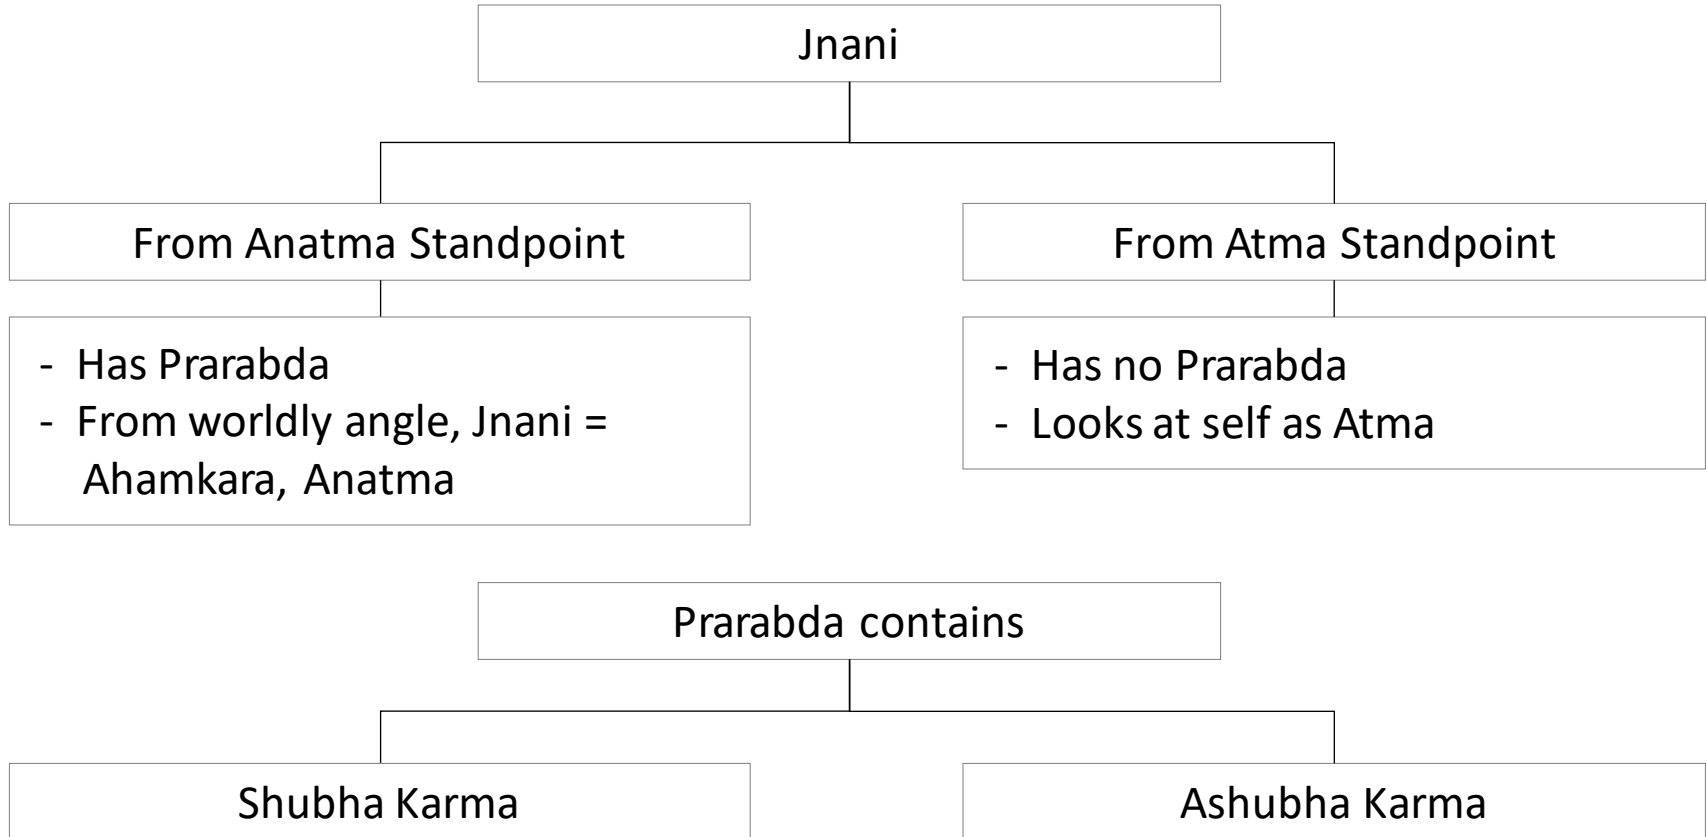 Jnani
From Anatma Standpoint
From Atma Standpoint
- Has Prarabda
- From worldly angle, Jnani =
Ahamkara, Anatma
- Has no Prarabda
- Looks at self as Atma
Prarabda contains
Shubha Karma
Ashubha Karma